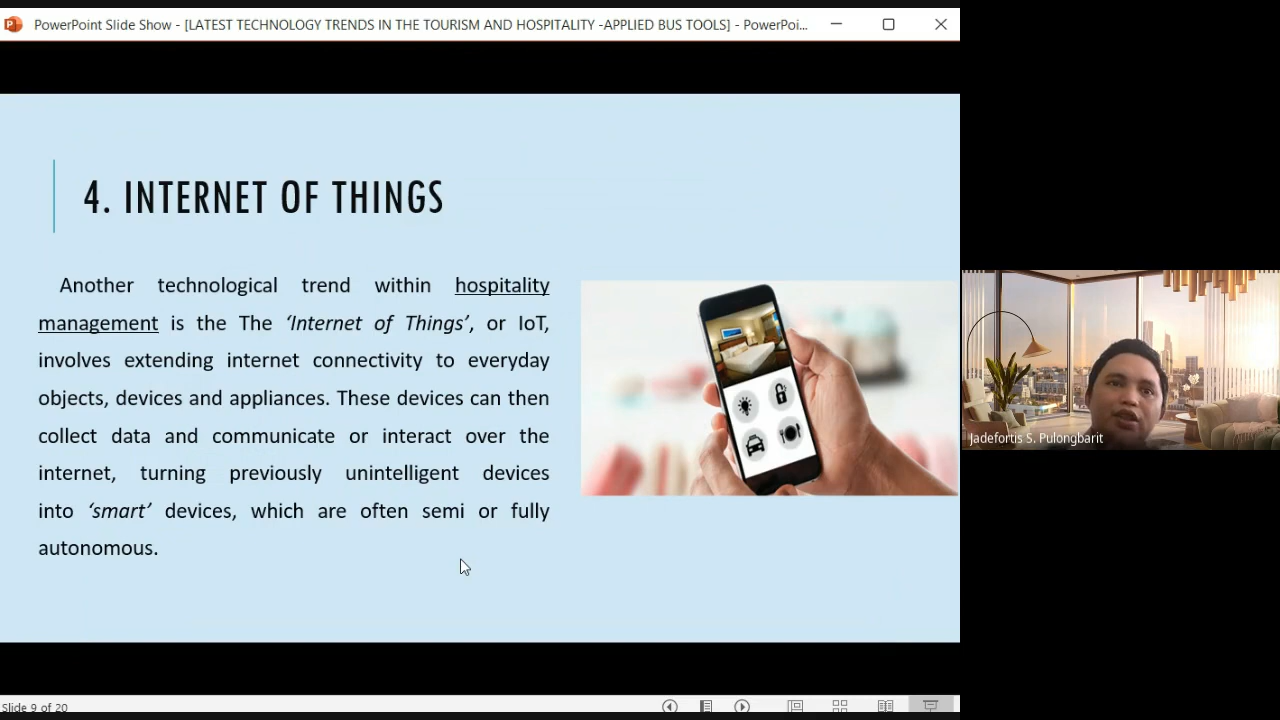 PowerPoint Slide Show - [LATEST TECHNOLOGY TRENDS IN THE TOURISM AND HOSPITALITY -APPLIED BUS TOOLS] - PowerPoi...
4. INTERNET OF THINGS
Another technological trend within hospitality
management is the The ‘Internet of Things’, or IoT,
involves extending internet connectivity to everyday
objects, devices and appliances. These devices can then
collect data and communicate or interact over the
internet, turning previously unintelligent devices
into ‘smart’ devices, which are often semi or fully
autonomous.
Jadefortis S. Pulongbarit
Slide 9 of 20